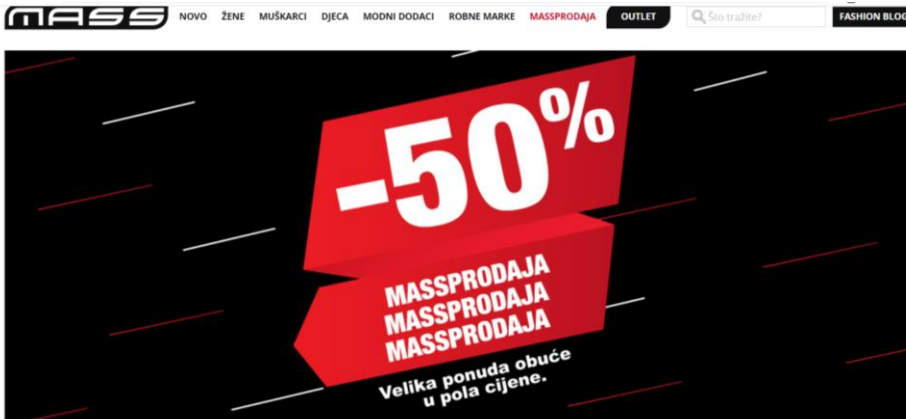 MASS NOVO ŽENE MUŠKARCI DJECA MODNI DODACI ROBNE MARKE MASSPRODAJA OUTLET Što tražite? FASHION BLOG
-50%
MASSPRODAJA
MASSPRODAJA
MASSPRODAJA
Velika ponuda obuće
u pola cijene.